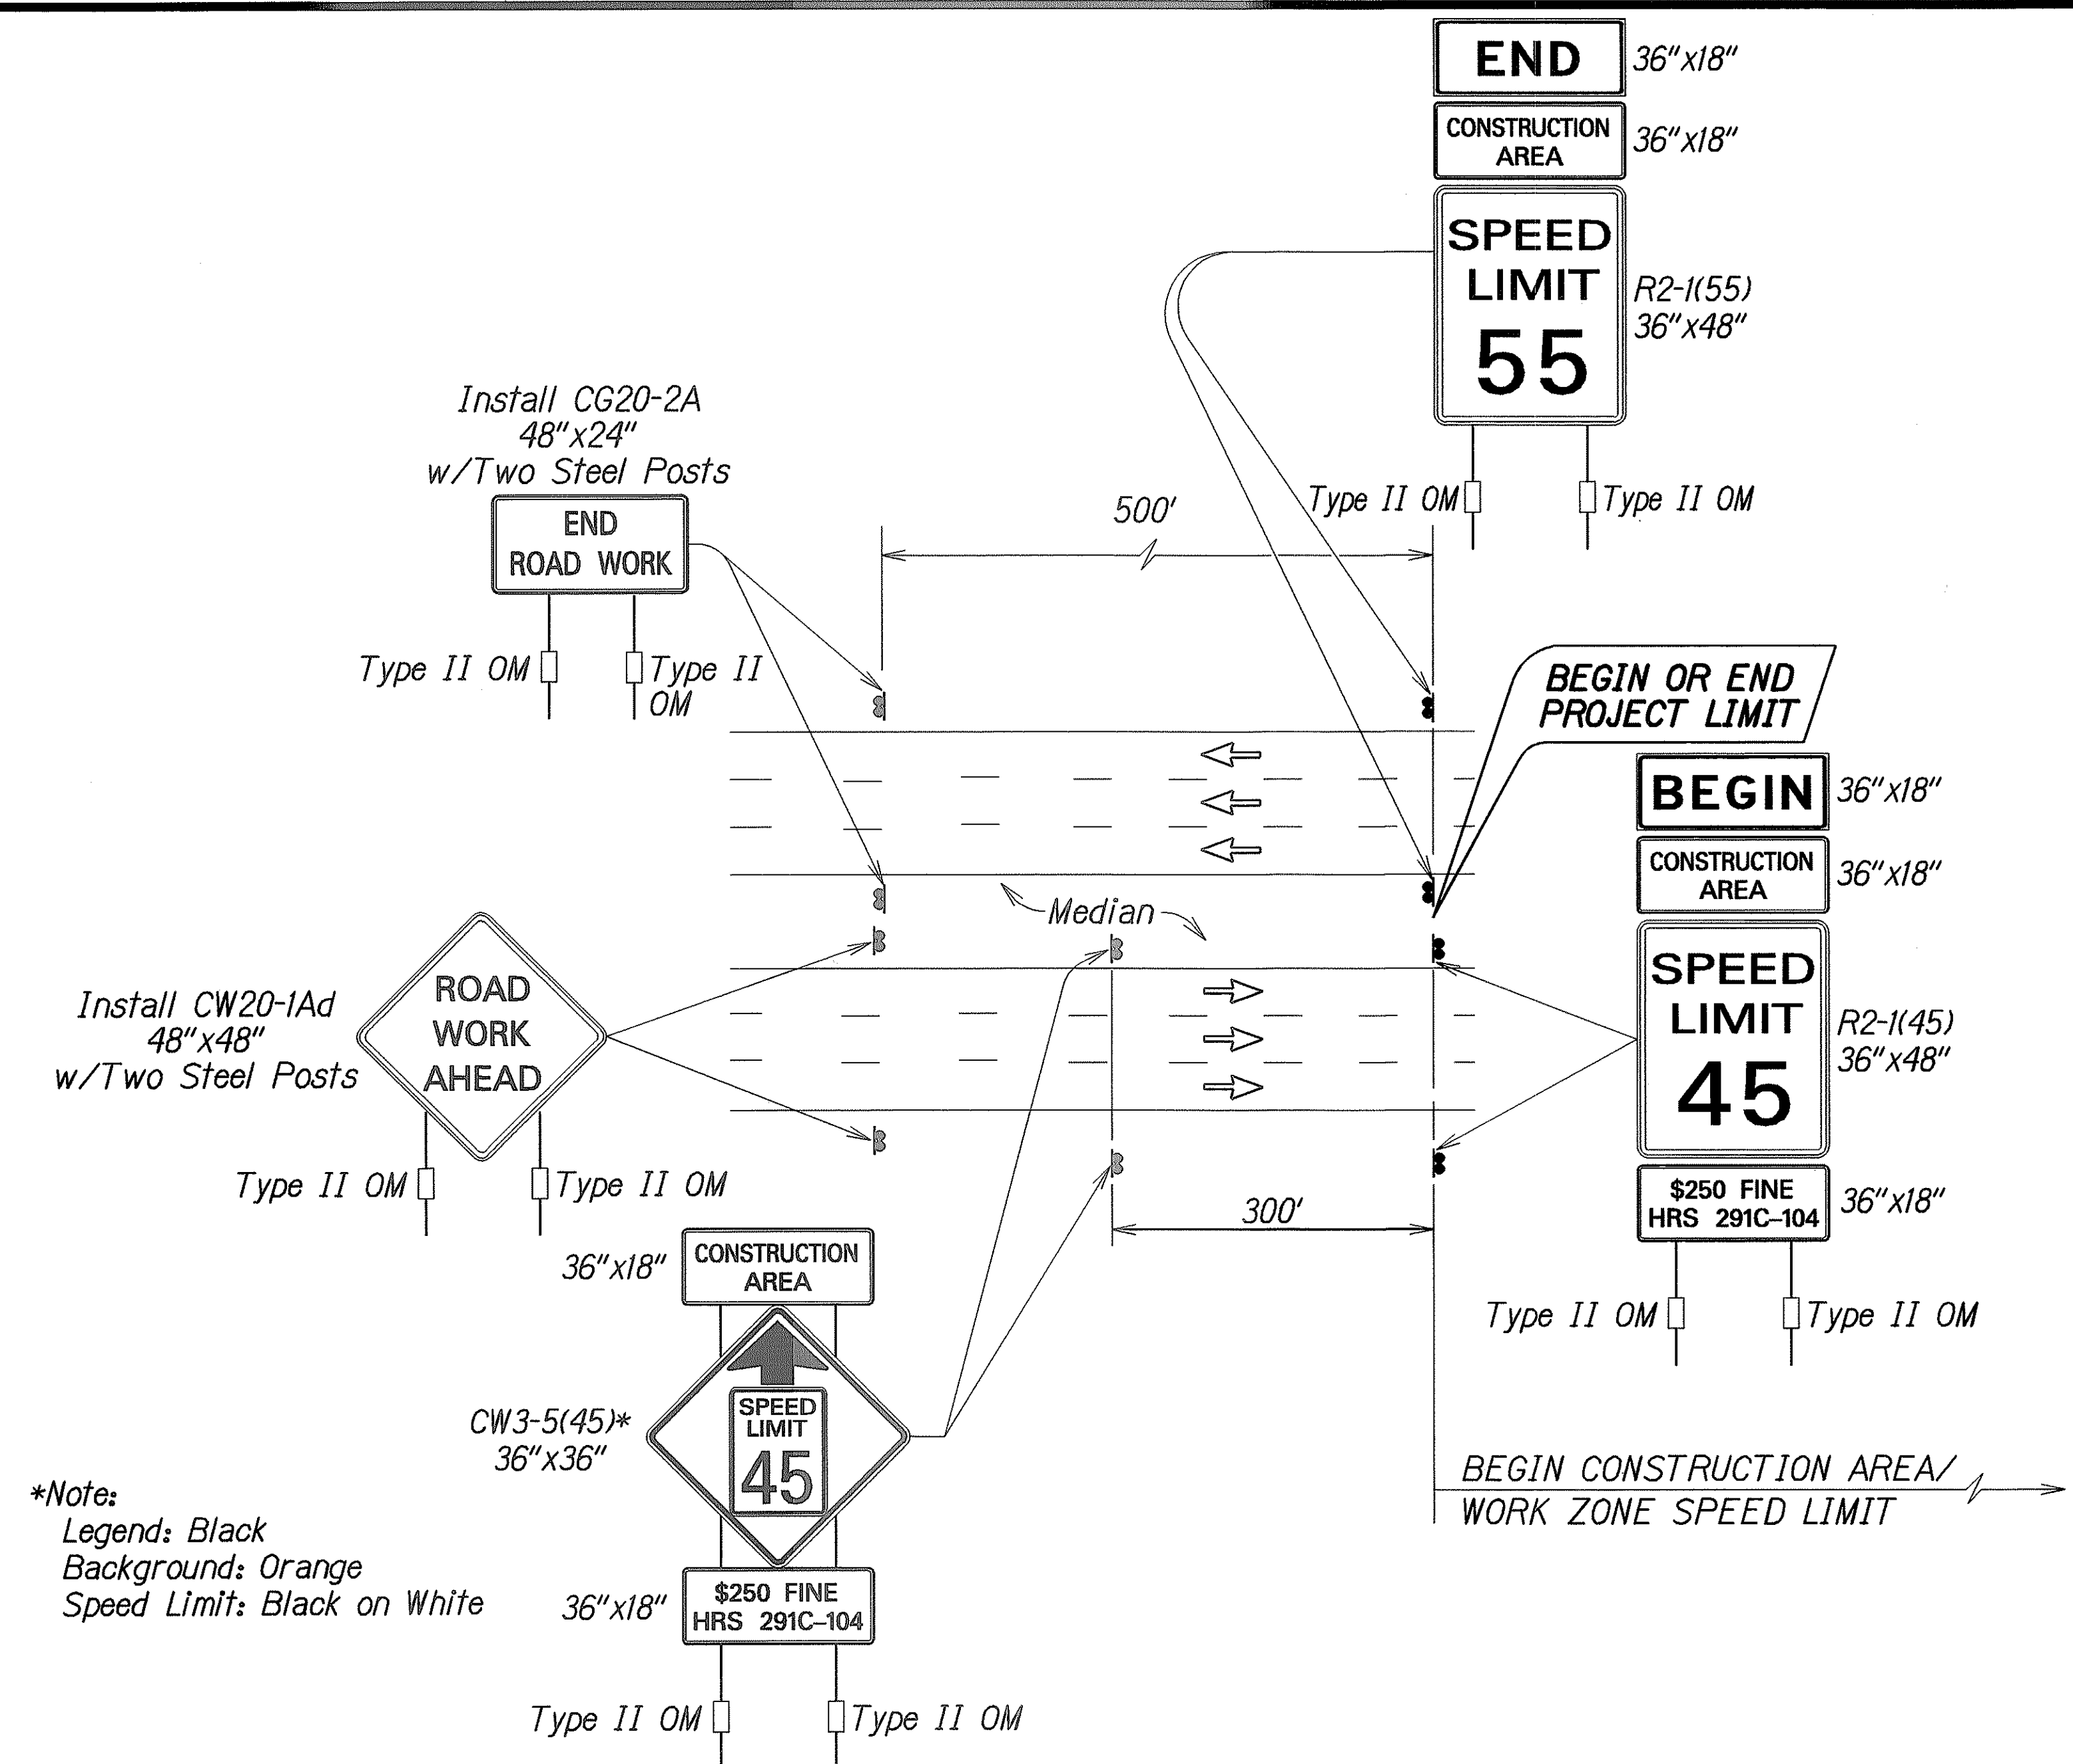 END
36"x18"
CONSTRUCTION
AREA
36"x18"
SPEED
LIMIT
55
R2-1(55)
36"x48"
Type II OM
Type II OM
Install CG20-2A
48"x24"
w/Two Steel Posts
END
ROAD WORK
Type II OM
Type II
OM
500'
BEGIN OR END
PROJECT LIMIT
BEGIN
36"x18"
CONSTRUCTION
AREA
36"x18"
SPEED
LIMIT
45
R2-1(45)
36"x48"
$250 FINE
HRS 291C–104
36"x18"
Type II OM
Type II OM
Median
Install CW20-1Ad
48"x48"
w/Two Steel Posts
ROAD
WORK
AHEAD
Type II OM
Type II OM
300'
36"x18"
CONSTRUCTION
AREA
CW3-5(45)*
36"x36"
SPEED
LIMIT
45
36"x18"
$250 FINE
HRS 291C–104
Type II OM
Type II OM
BEGIN CONSTRUCTION AREA/
WORK ZONE SPEED LIMIT
*Note:
Legend: Black
Background: Orange
Speed Limit: Black on White